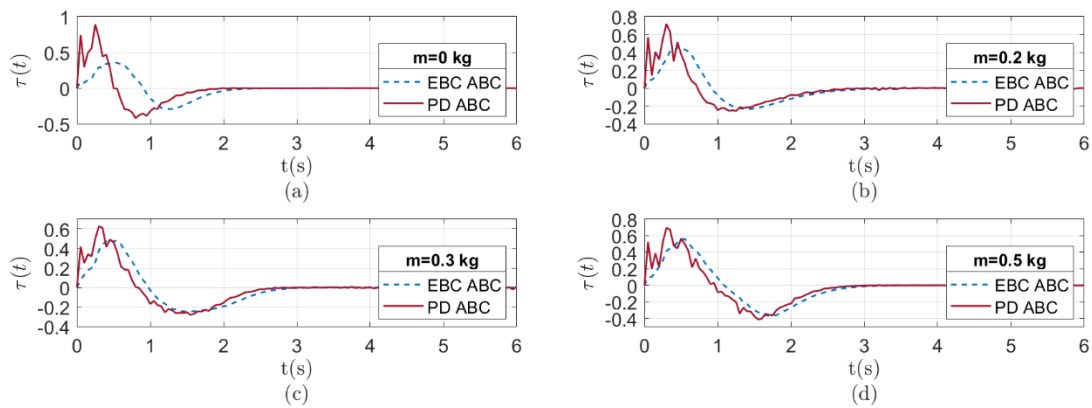 1
0.5
0
-0.5
τ(t)
m=0 kg
EBC ABC
PD ABC
0 1 2 3 4 5 6
t(s)
(a)
0.8
0.6
0.4
0.2
0
-0.2
-0.4
τ(t)
m=0.2 kg
EBC ABC
PD ABC
0 1 2 3 4 5 6
t(s)
(b)
0.6
0.4
0.2
0
-0.2
-0.4
τ(t)
m=0.3 kg
EBC ABC
PD ABC
0 1 2 3 4 5 6
t(s)
(c)
0.8
0.6
0.4
0.2
0
-0.2
-0.4
τ(t)
m=0.5 kg
EBC ABC
PD ABC
0 1 2 3 4 5 6
t(s)
(d)